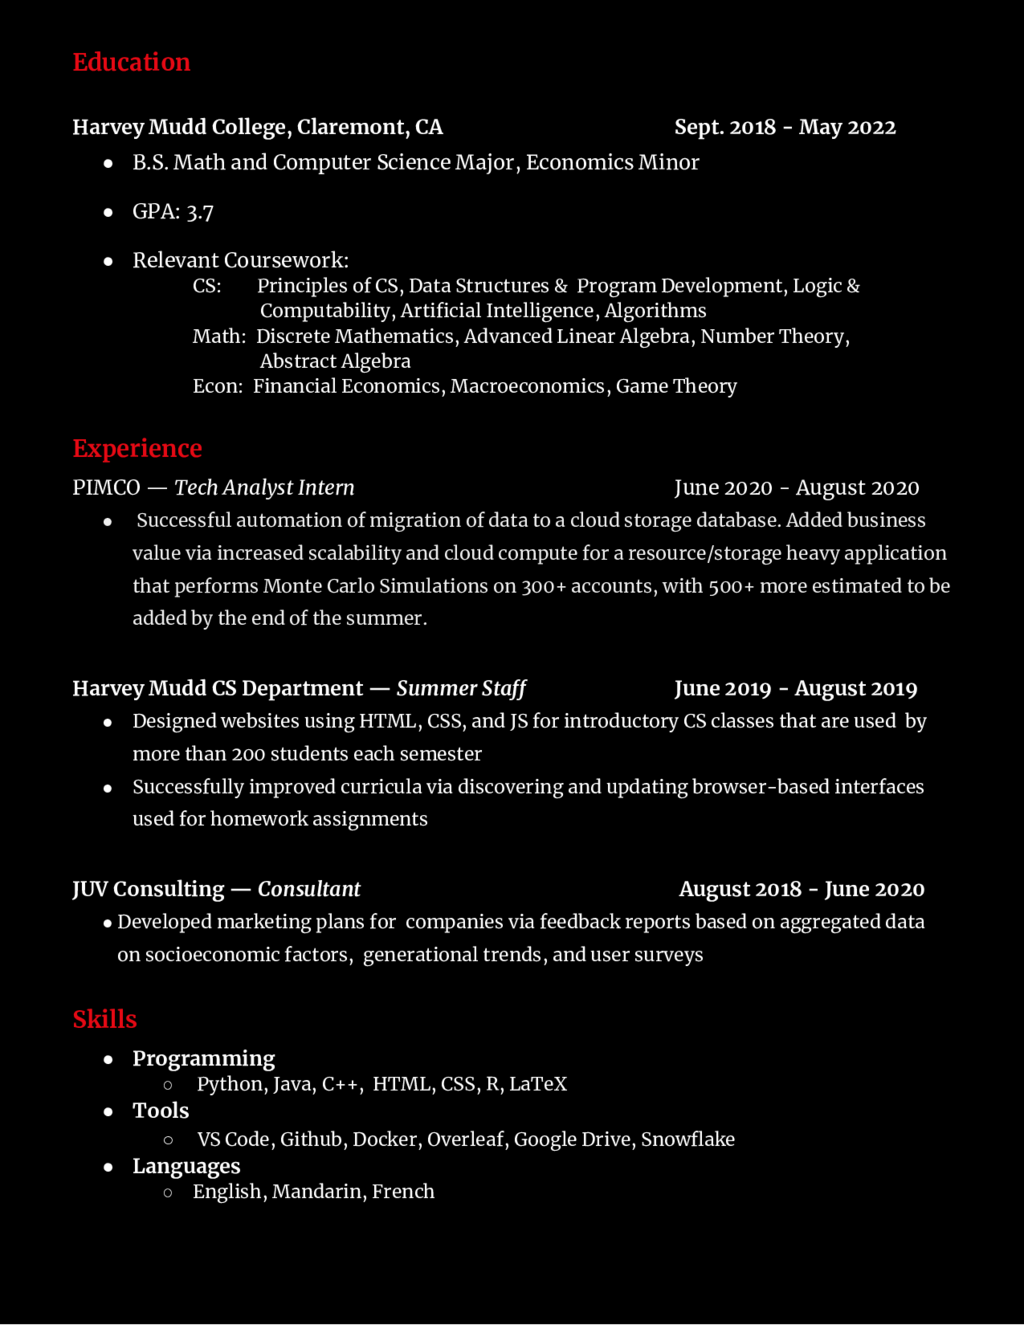 Education
Harvey Mudd College, Claremont, CA Sept. 2018 - May 2022
● B.S. Math and Computer Science Major, Economics Minor
● GPA: 3.7
● Relevant Coursework:
CS: Principles of CS, Data Structures & Program Development, Logic &
Computability, Artificial Intelligence, Algorithms
Math: Discrete Mathematics, Advanced Linear Algebra, Number Theory,
Abstract Algebra
Econ: Financial Economics, Macroeconomics, Game Theory
Experience
PIMCO — Tech Analyst Intern June 2020 - August 2020
● Successful automation of migration of data to a cloud storage database. Added business
value via increased scalability and cloud compute for a resource/storage heavy application
that performs Monte Carlo Simulations on 300+ accounts, with 500+ more estimated to be
added by the end of the summer.
Harvey Mudd CS Department — Summer Staff June 2019 - August 2019
● Designed websites using HTML, CSS, and JS for introductory CS classes that are used by
more than 200 students each semester
● Successfully improved curricula via discovering and updating browser-based interfaces
used for homework assignments
JUV Consulting — Consultant August 2018 - June 2020
● Developed marketing plans for companies via feedback reports based on aggregated data
on socioeconomic factors, generational trends, and user surveys
Skills
● Programming
○ Python, Java, C++, HTML, CSS, R, LaTeX
● Tools
○ VS Code, Github, Docker, Overleaf, Google Drive, Snowflake
● Languages
○ English, Mandarin, French